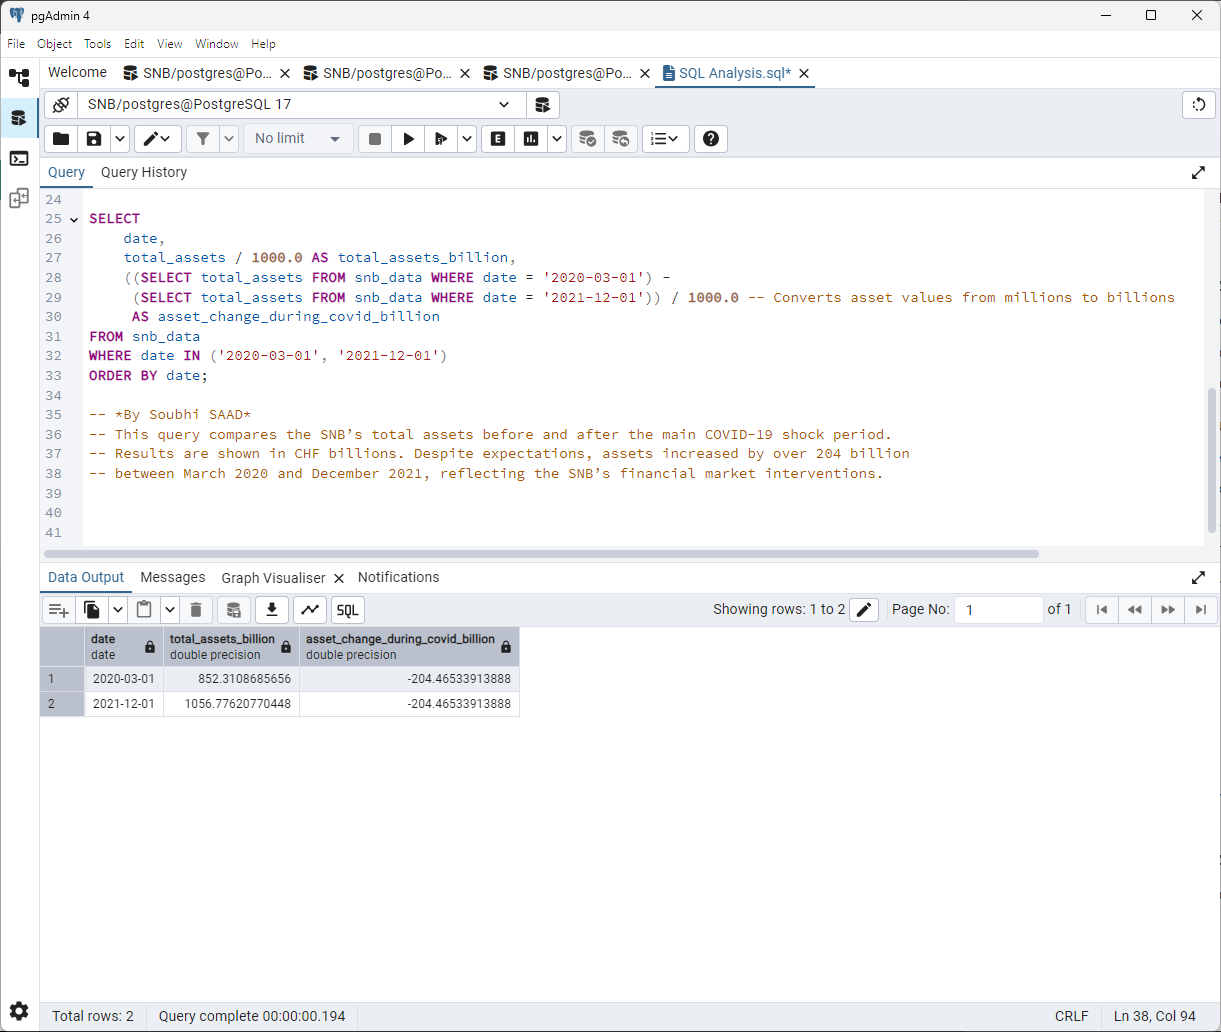 pgAdmin 4
File Object Tools Edit View Window Help
Welcome SNB/postgres@Po... SNB/postgres@Po... SNB/postgres@Po... SQL Analysis.sql*
SNB/postgres@PostgreSQL 17
No limit
E
Query Query History
24
25 SELECT
26 date,
27 total_assets / 1000.0 AS total_assets_billion,
28 ((SELECT total_assets FROM snb_data WHERE date = '2020-03-01') -
29 (SELECT total_assets FROM snb_data WHERE date = '2021-12-01')) / 1000.0 -- Converts asset values from millions to billions
30 AS asset_change_during_covid_billion
31 FROM snb_data
32 WHERE date IN ('2020-03-01', '2021-12-01')
33 ORDER BY date;
34
35 -- *By Soubhi SAAD*
36 -- This query compares the SNB’s total assets before and after the main COVID-19 shock period.
37 -- Results are shown in CHF billions. Despite expectations, assets increased by over 204 billion
38 -- between March 2020 and December 2021, reflecting the SNB’s financial market interventions.
39
40
41
Data Output Messages Graph Visualiser Notifications
SQL Showing rows: 1 to 2 Page No: 1 of 1
date total_assets_billion asset_change_during_covid_billion
date double precision double precision
1 2020-03-01 852.3108685656 -204.46533913888
2 2021-12-01 1056.77620770448 -204.46533913888
Total rows: 2 Query complete 00:00:00.194 CRLF Ln 38, Col 94